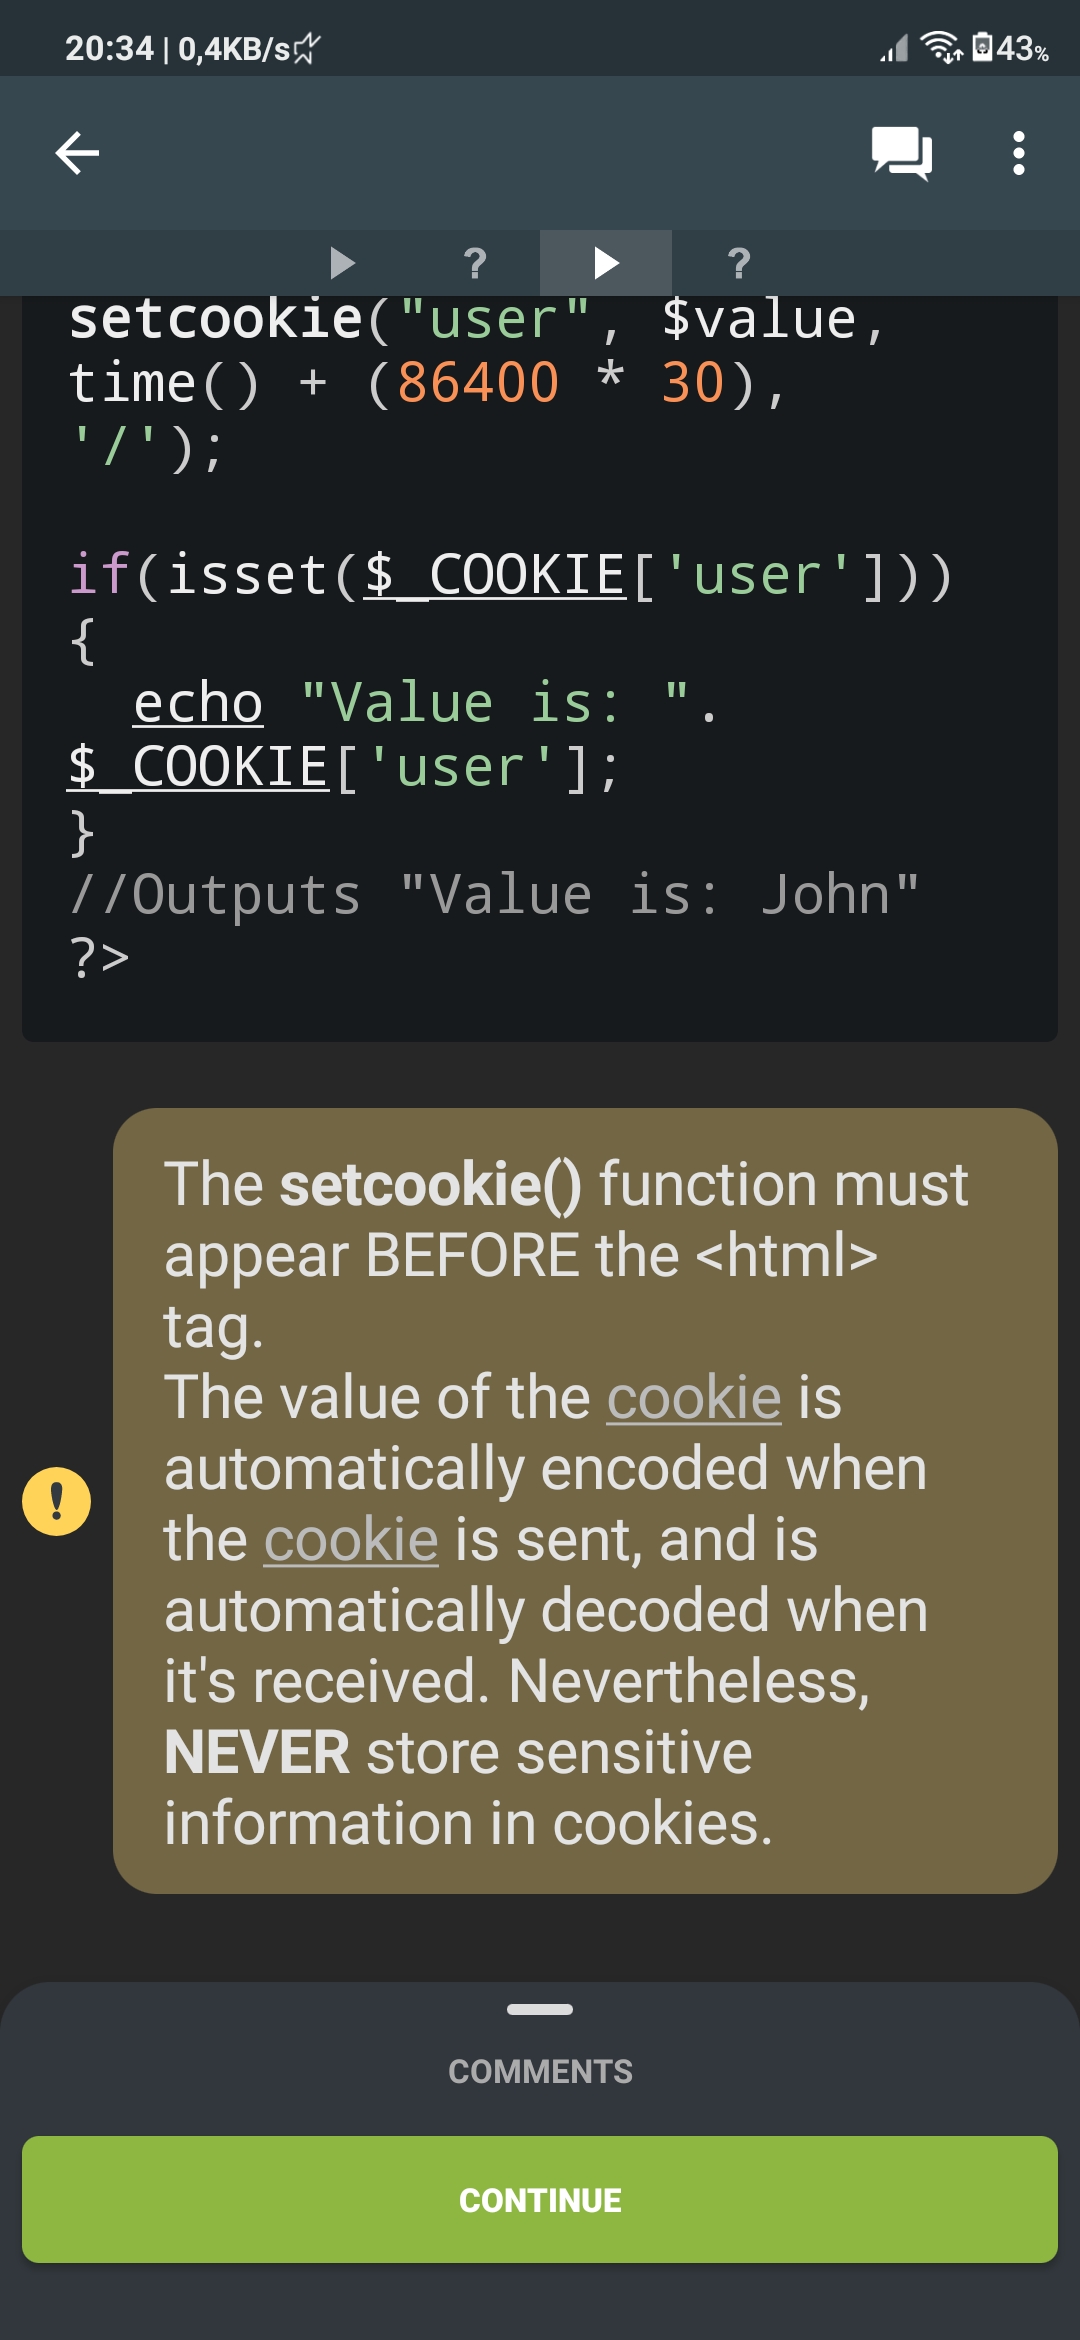 20:34 | 0,4KB/s 43%
? ?
setcookie("user", $value,
time() + (86400 * 30),
'/');
if(isset($_COOKIE['user']))
{
echo "Value is: ".
$_COOKIE['user'];
}
//Outputs "Value is: John"
?>
The setcookie() function must
appear BEFORE the <html>
tag.
The value of the cookie is
automatically encoded when
the cookie is sent, and is
automatically decoded when
it's received. Nevertheless,
NEVER store sensitive
information in cookies.
COMMENTS
CONTINUE